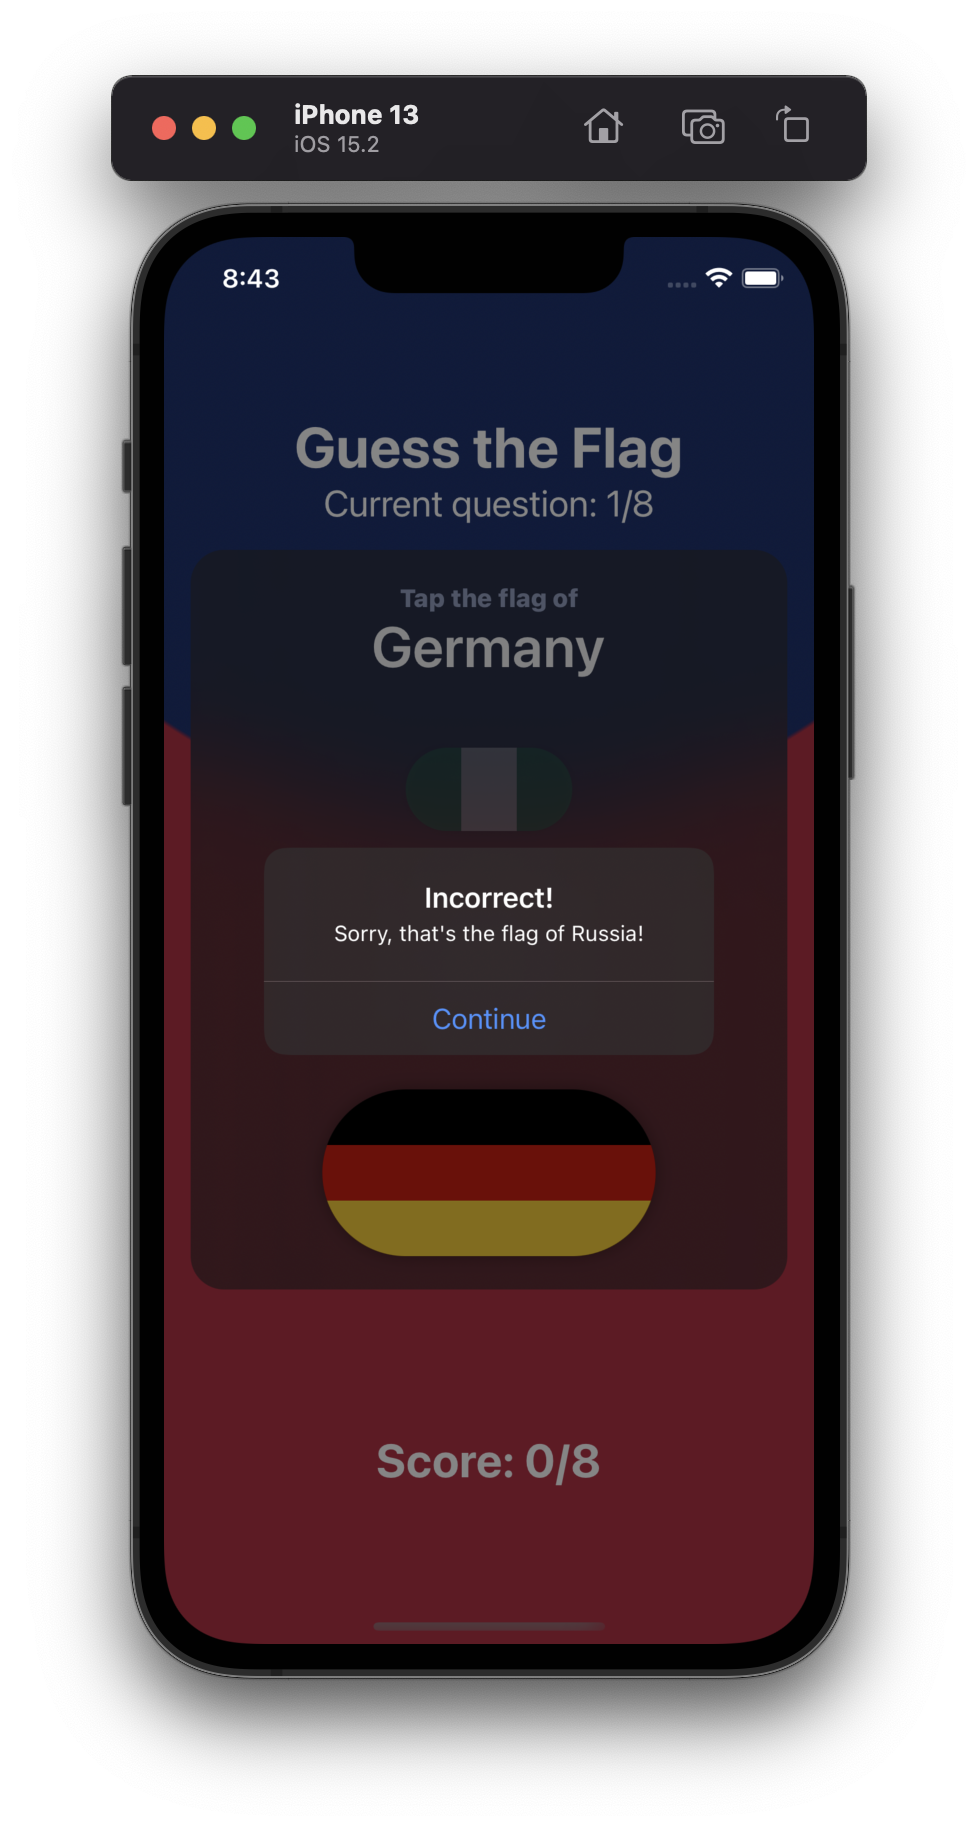 iPhone 13
iOS 15.2
8:43
Guess the Flag
Current question: 1/8
Tap the flag of
Germany
Incorrect!
Sorry, that's the flag of Russia!
Continue
Score: 0/8